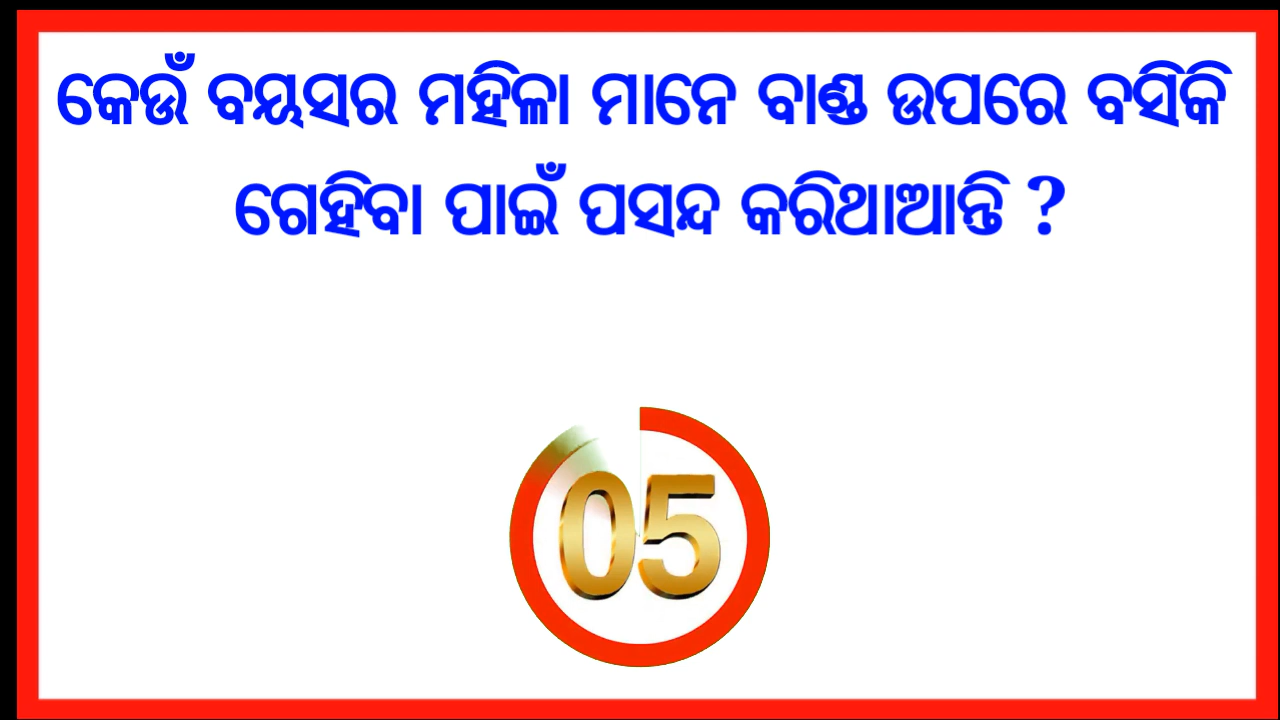 କେଉଁ ବୟସର ମହିଳା ମାନେ ବାଣ୍ଡ ଉପରେ ବସିକି
ଗେହିବା ପାଇଁ ପସନ୍ଦ କରିଥାଆନ୍ତି ?
05